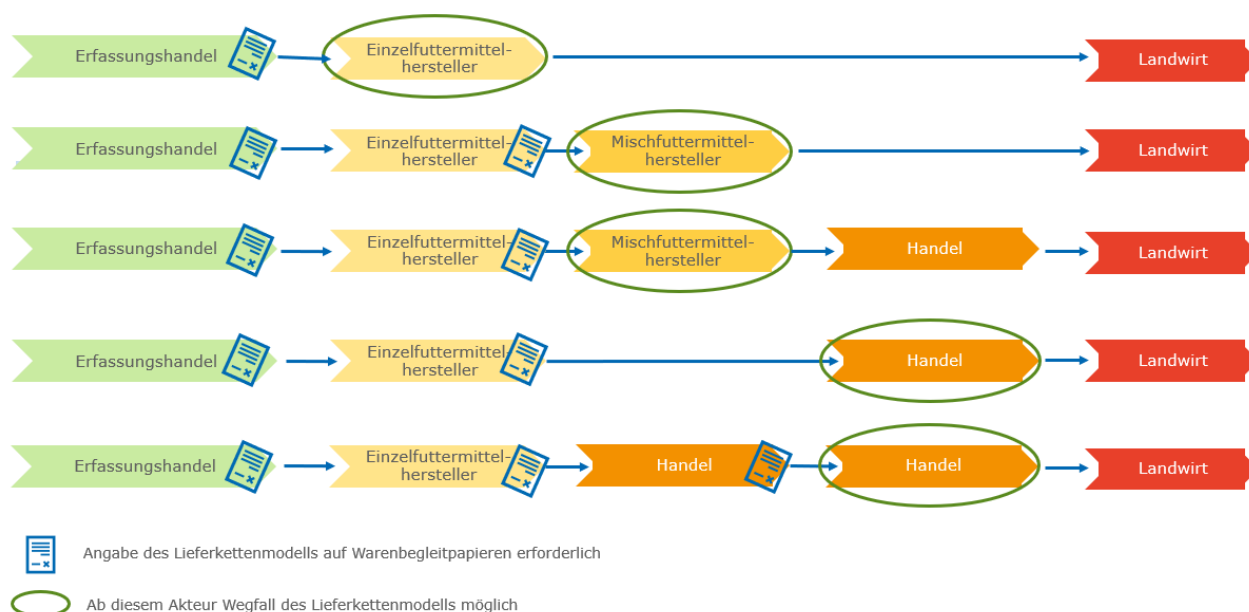 Erfassungshandel
Einzelfuttermittel-
hersteller
Landwirt
Erfassungshandel
Einzelfuttermittel-
hersteller
Mischfuttermittel-
hersteller
Landwirt
Erfassungshandel
Einzelfuttermittel-
hersteller
Mischfuttermittel-
hersteller
Handel
Landwirt
Erfassungshandel
Einzelfuttermittel-
hersteller
Handel
Landwirt
Erfassungshandel
Einzelfuttermittel-
hersteller
Handel
Handel
Landwirt
Angabe des Lieferkettenmodells auf Warenbegleitpapieren erforderlich
Ab diesem Akteur Wegfall des Lieferkettenmodells möglich